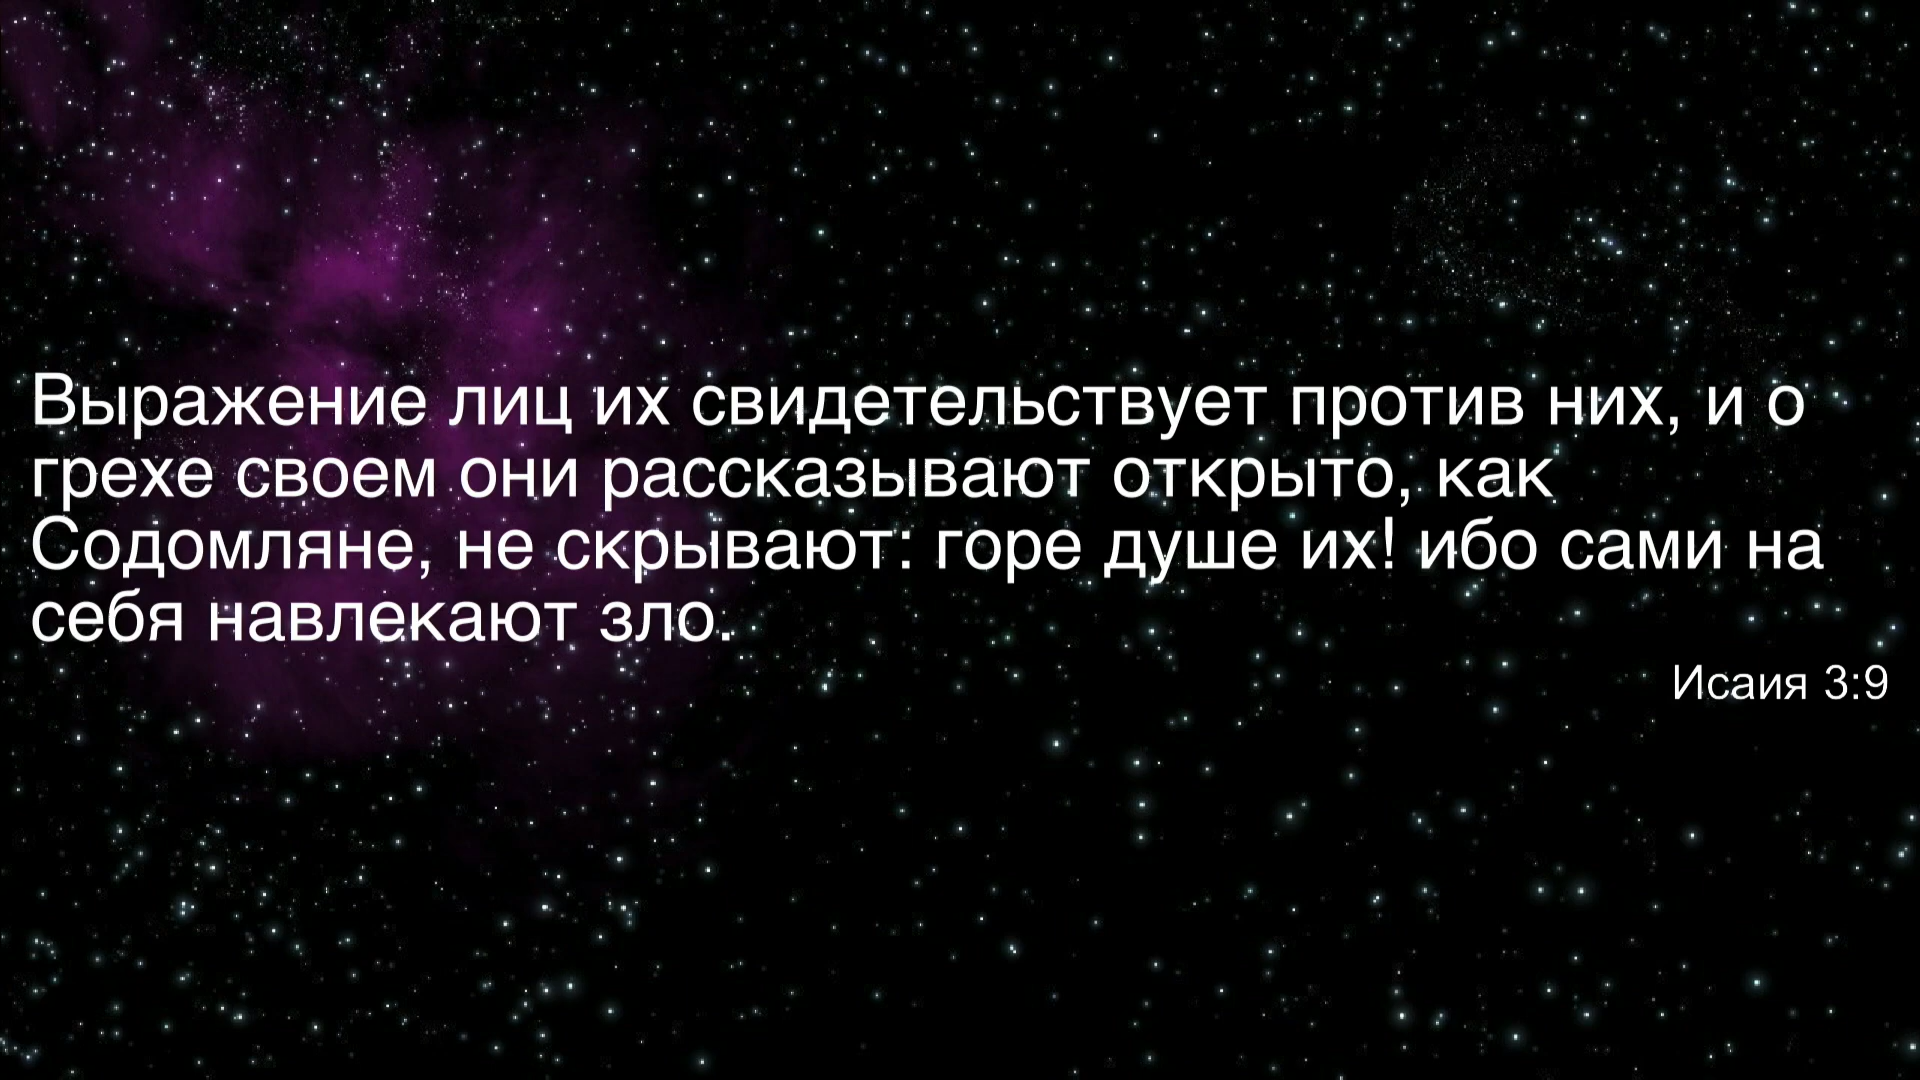 Выражение лиц их свидетельствует против них, и о
грехе своем они рассказывают открыто, как
Содомляне, не скрывают: горе душе их! ибо сами на
себя навлекают зло.
Исаия 3:9